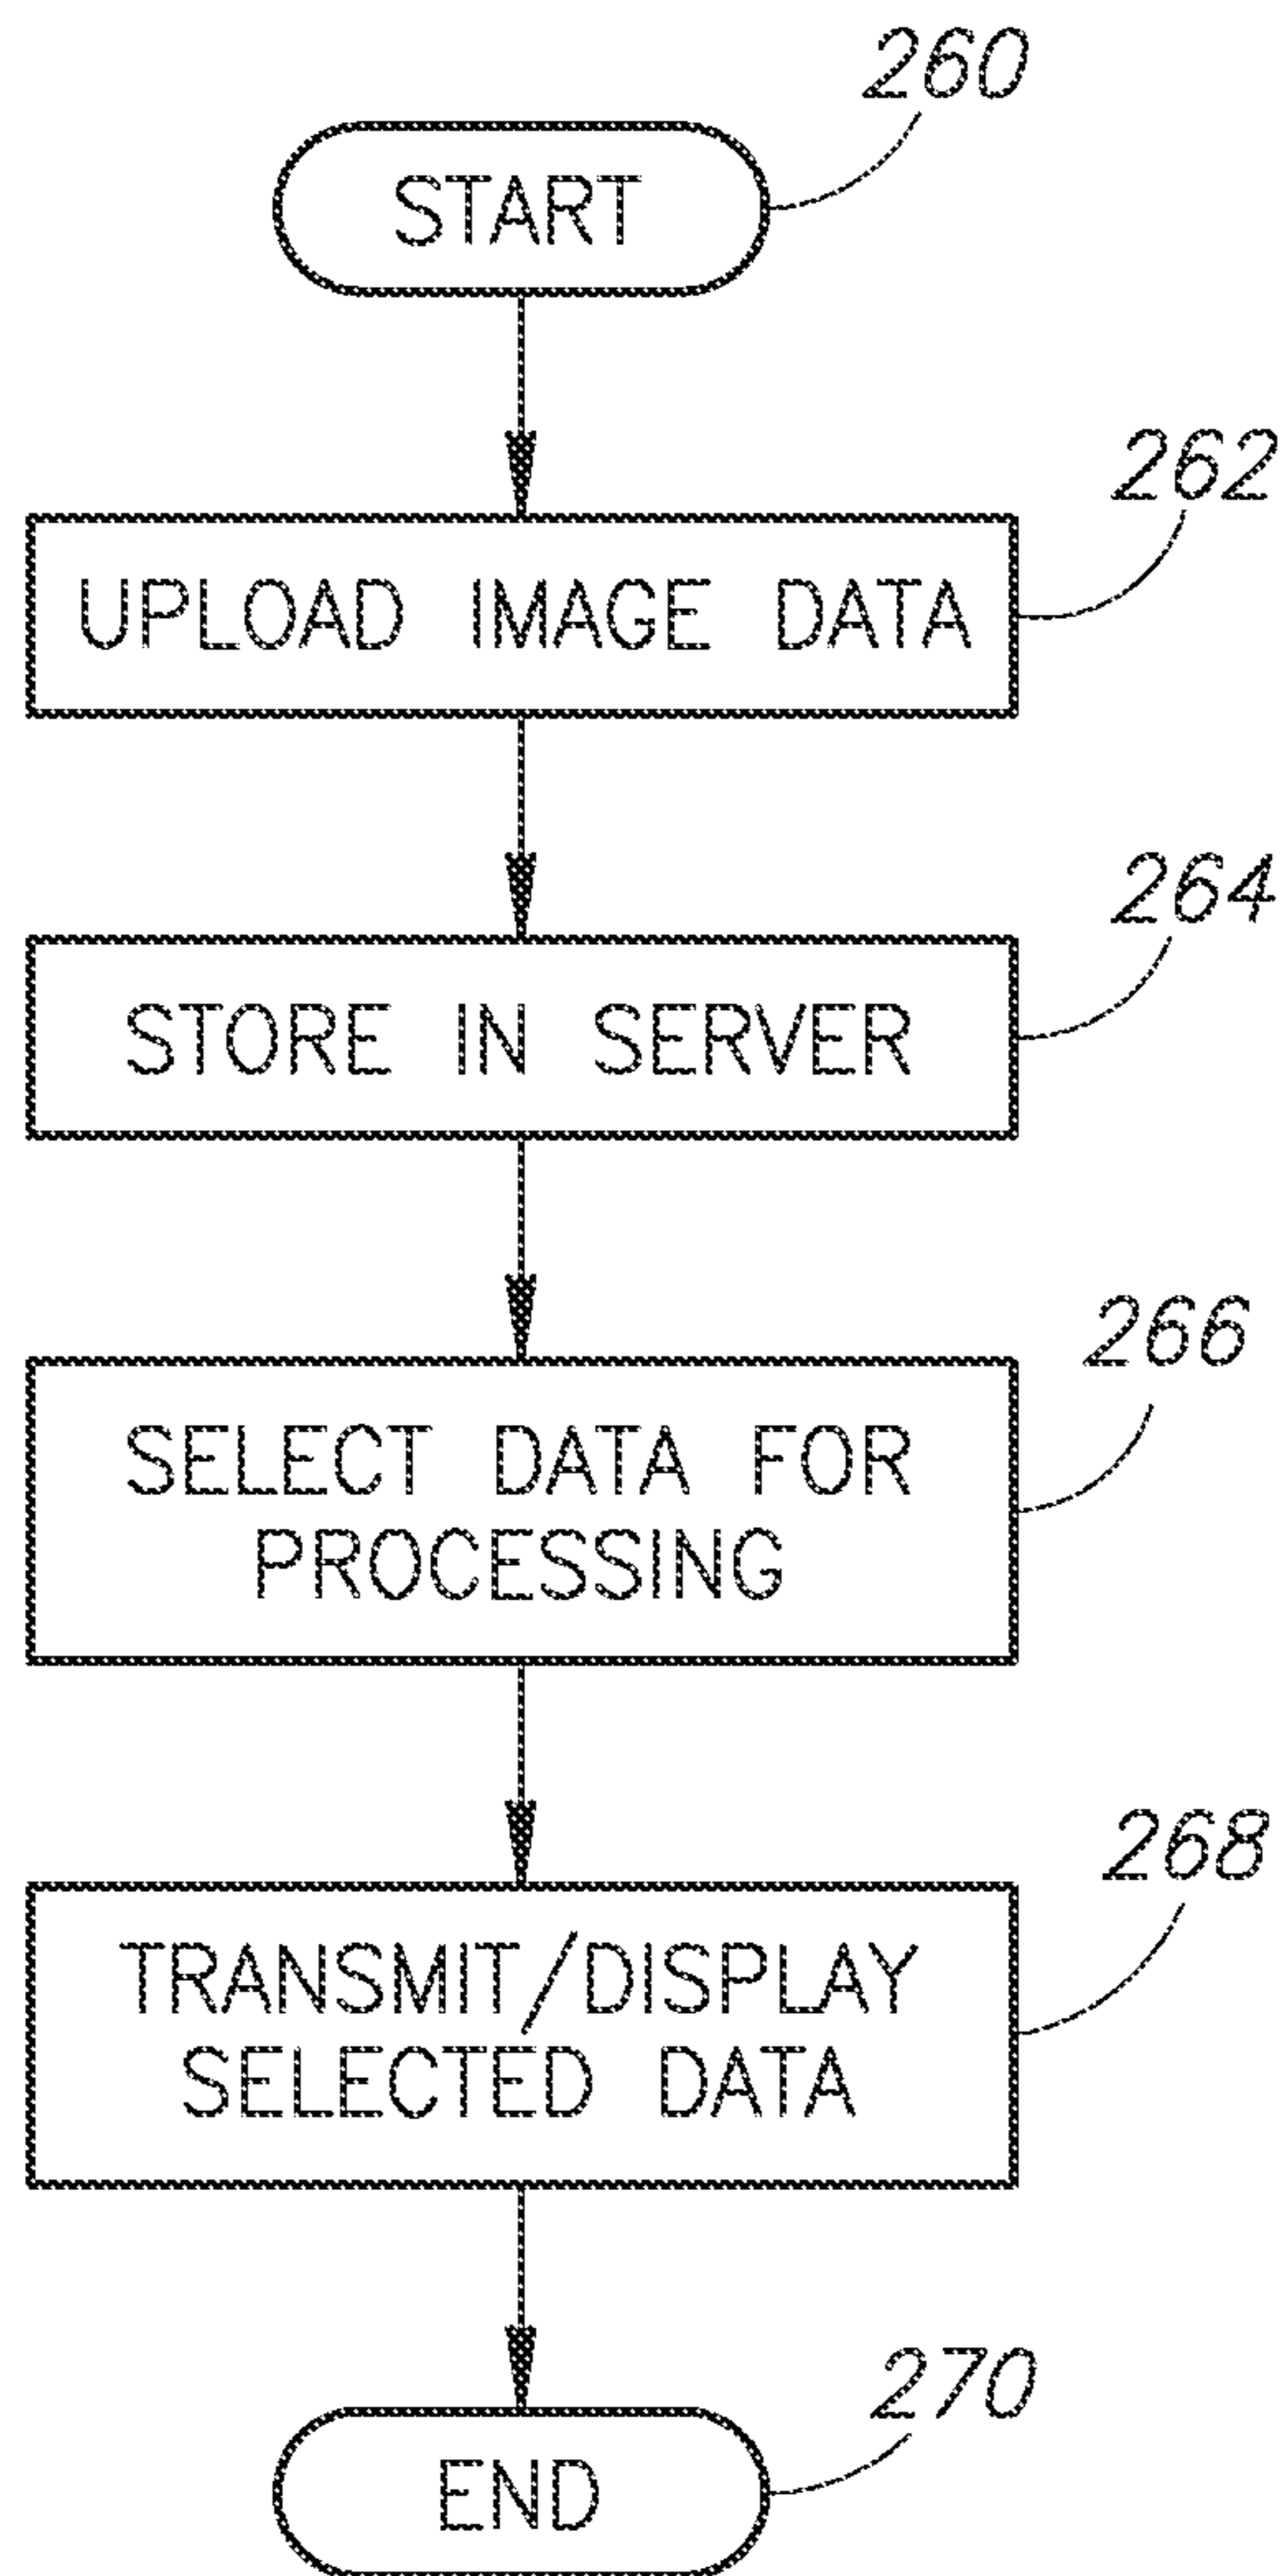 260
START
262
UPLOAD IMAGE DATA
264
STORE IN SERVER
266
SELECT DATA FOR
PROCESSING
268
TRANSMIT/DISPLAY
SELECTED DATA
270
END